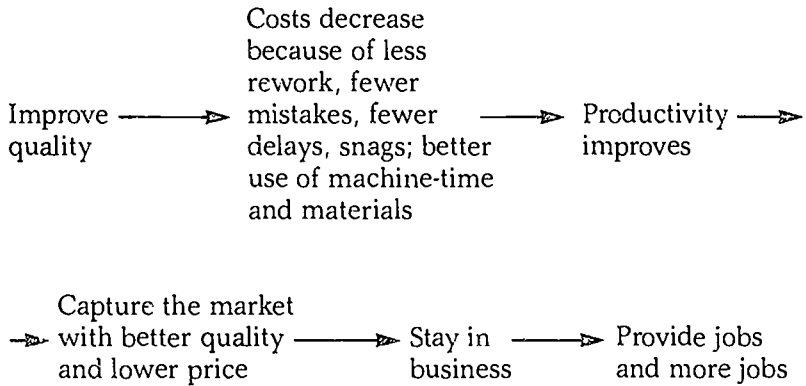 Costs decrease
because of less
rework, fewer
Improve mistakes, fewer Productivity
quality delays, snags; better improves
use of machine-time
and materials
Capture the market
with better quality Stay in Provide jobs
and lower price business and more jobs